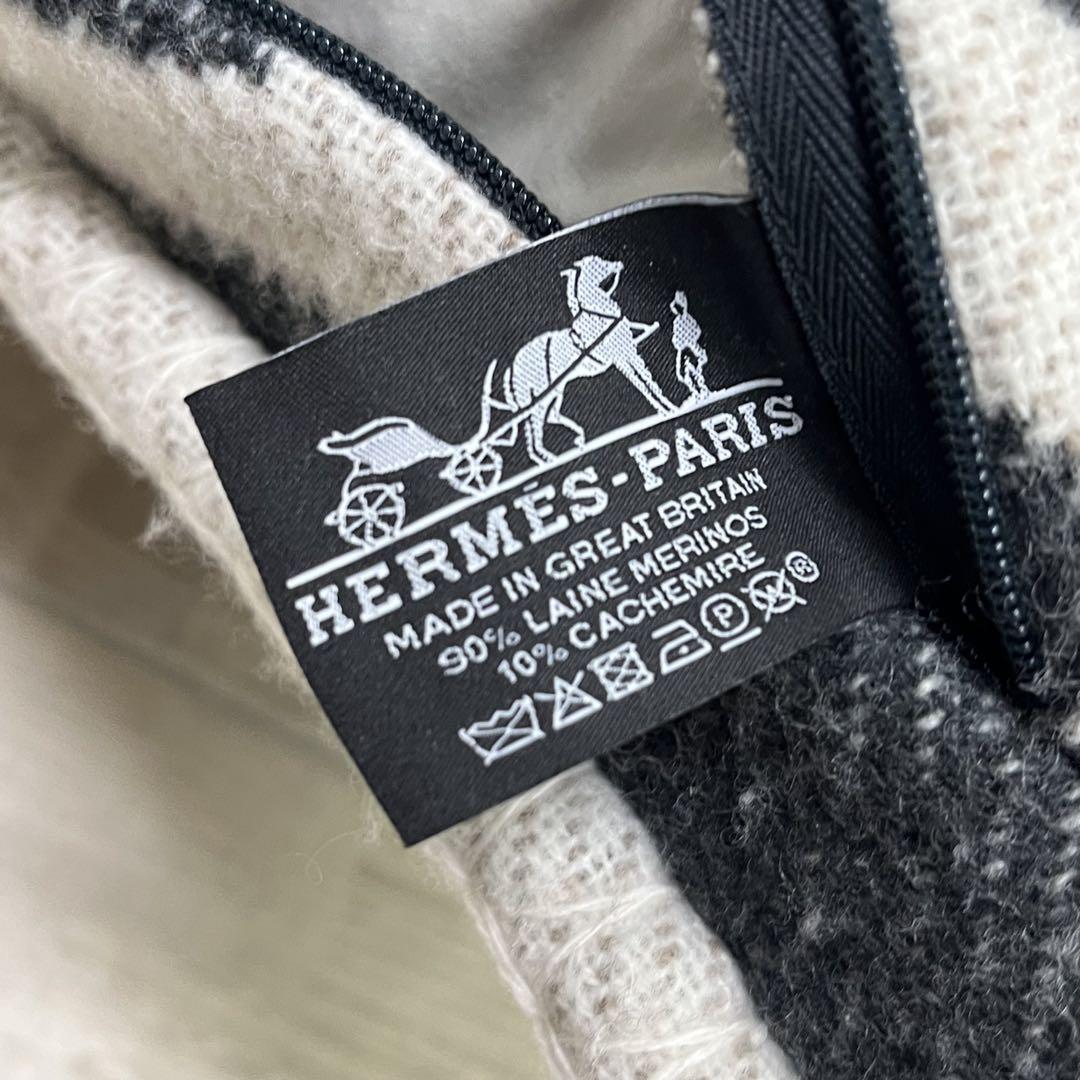 HERMÈS-PARIS
MADE IN GREAT BRITAIN
90% LAINE MERINOS
10% CACHEMIRE
P ®